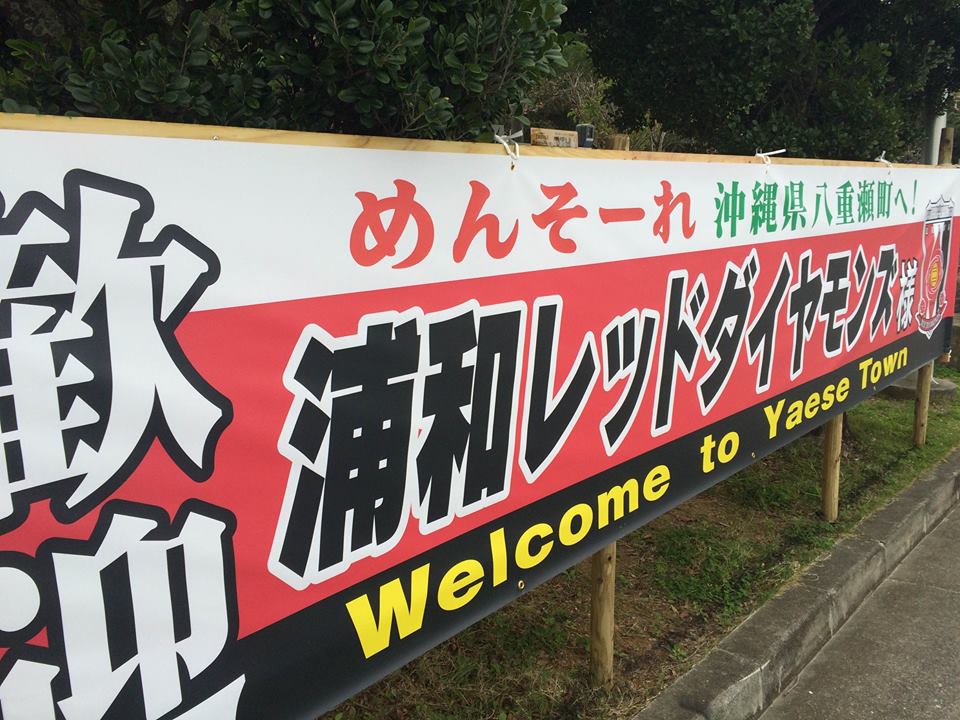 歓迎
めんそーれ 沖縄県八重瀬町へ!
浦和レッドダイヤモンズ様
Welcome to Yaese Town